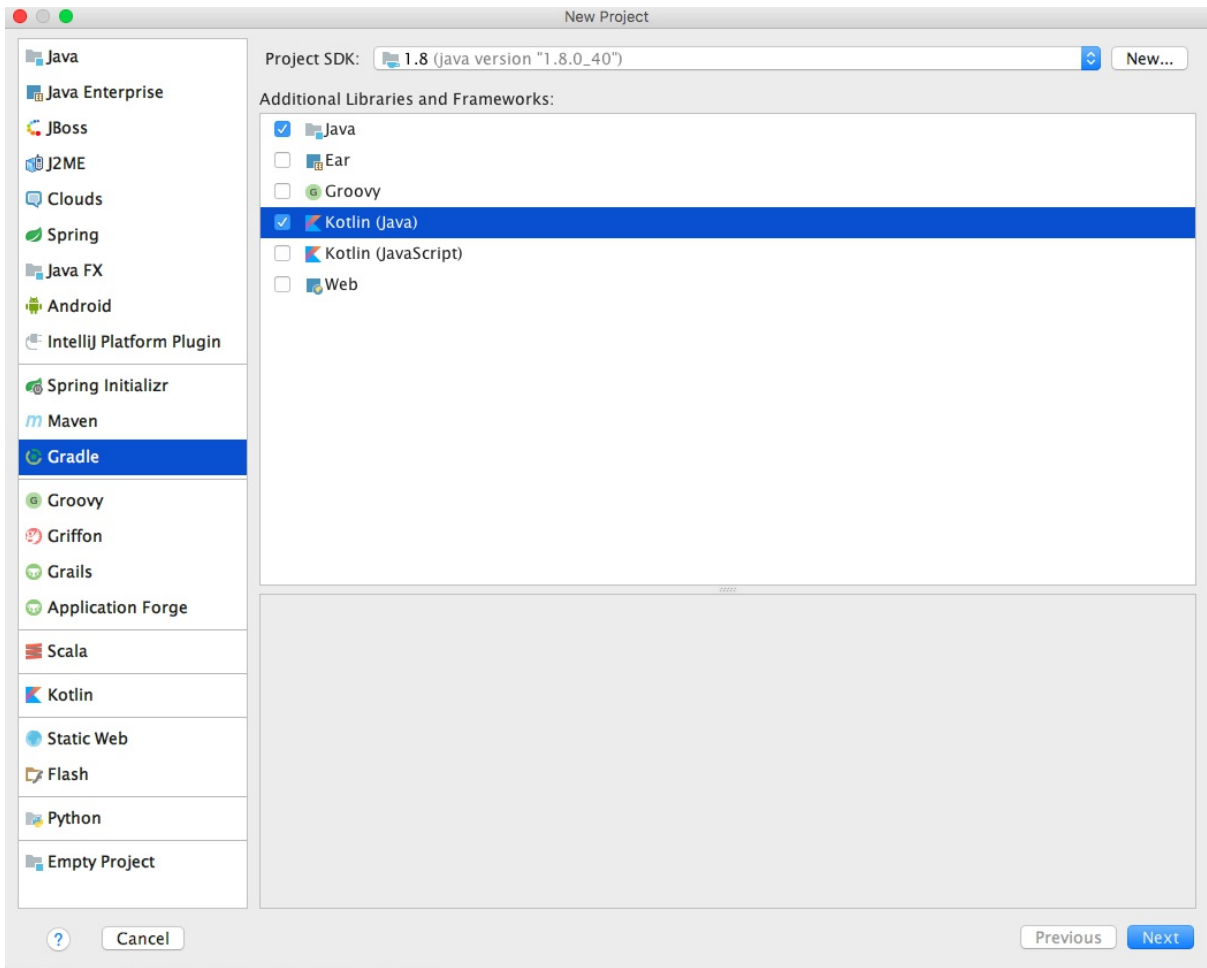 New Project
Java
Java Enterprise
JBoss
J2ME
Clouds
Spring
Java FX
Android
IntelliJ Platform Plugin
Spring Initializr
Maven
Gradle
Groovy
Griffon
Grails
Application Forge
Scala
Kotlin
Static Web
Flash
Python
Empty Project
Project SDK: 1.8 (java version "1.8.0_40") New...
Additional Libraries and Frameworks:
Java
Ear
Groovy
Kotlin (Java)
Kotlin (JavaScript)
Web
? Cancel Previous Next